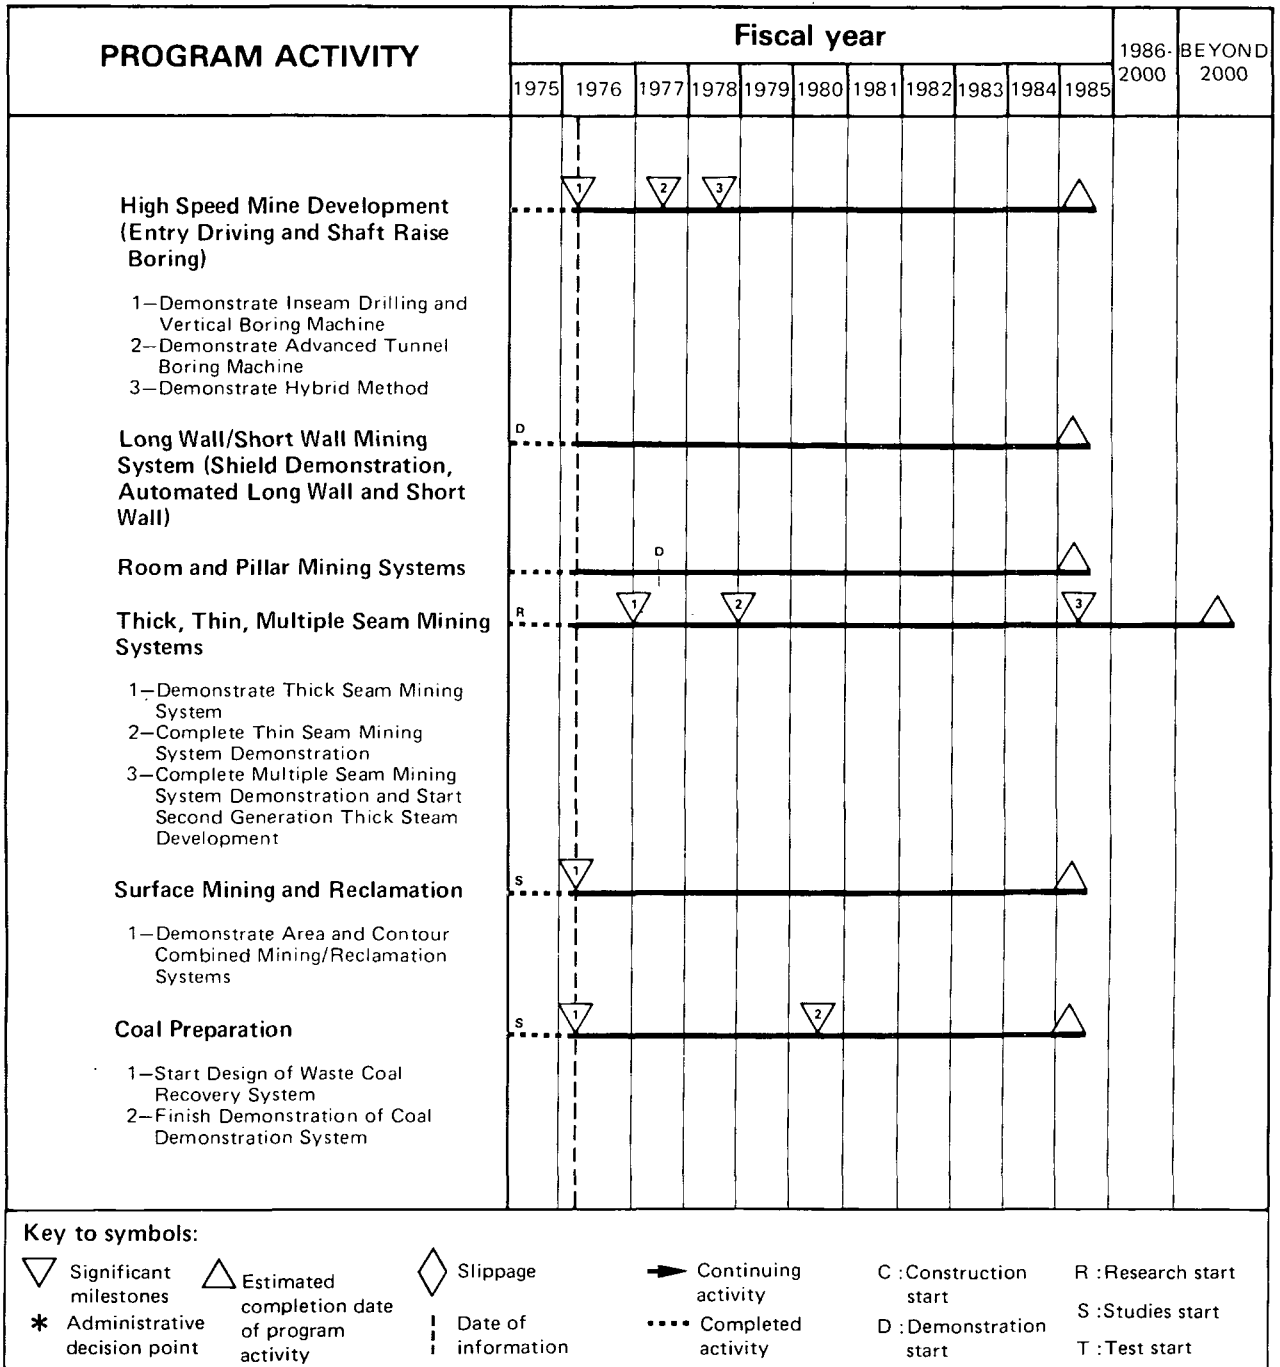 PROGRAM ACTIVITY
Fiscal year
1975 1976 1977 1978 1979 1980 1981 1982 1983 1984 1985
1986-
2000
BEYOND
2000
1 2 3
High Speed Mine Development
(Entry Driving and Shaft Raise
Boring)
1—Demonstrate Inseam Drilling and
Vertical Boring Machine
2—Demonstrate Advanced Tunnel
Boring Machine
3—Demonstrate Hybrid Method
D
Long Wall/Short Wall Mining
System (Shield Demonstration,
Automated Long Wall and Short
Wall)
D
Room and Pillar Mining Systems
R 1 2 3
Thick, Thin, Multiple Seam Mining
Systems
1—Demonstrate Thick Seam Mining
System
2—Complete Thin Seam Mining
System Demonstration
3—Complete Multiple Seam Mining
System Demonstration and Start
Second Generation Thick Steam
Development
S 1
Surface Mining and Reclamation
1—Demonstrate Area and Contour
Combined Mining/Reclamation
Systems
S 1 2
Coal Preparation
1—Start Design of Waste Coal
Recovery System
2—Finish Demonstration of Coal
Demonstration System
Key to symbols:
Significant
milestones
* Administrative
decision point
Estimated
completion date
of program
activity
Slippage
Date of
information
Continuing
activity
Completed
activity
C :Construction
start
D :Demonstration
start
R :Research start
S :Studies start
T :Test start